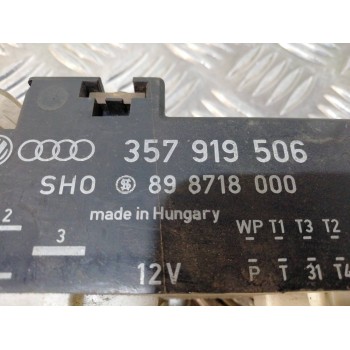 357 919 506
SHO 89 8718 000
made in Hungary
2
3
WP T1 T3 T2
12V
P T 31 T4